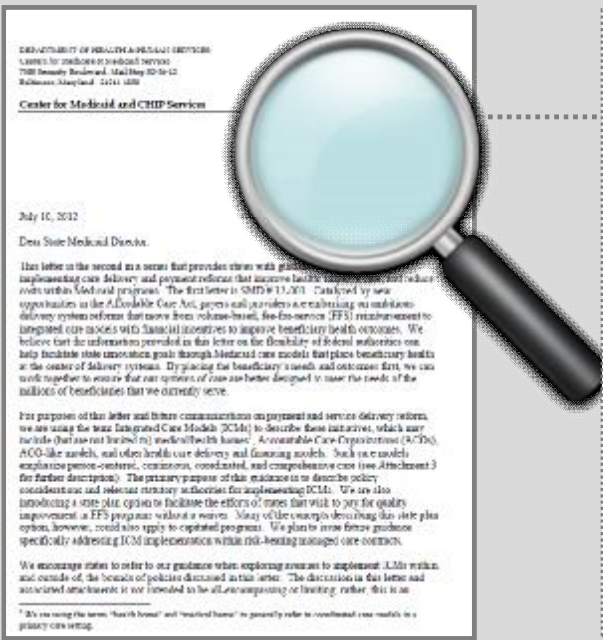 DEPARTMENT OF HEALTH & HUMAN SERVICES
Centers for Medicare & Medicaid Services
7500 Security Boulevard, Mail Stop
Baltimore, Maryland
Center for Medicaid and CHIP Services
July 10, 2012
Dear State Medicaid Director:
This letter is the second in a series that provides states with
implementing care delivery and payment reforms that improve health reduce
costs within Medicaid programs. The first letter is SMD# 12-001. Catalyzed by new
opportunities in the Affordable Care Act, payers and providers are embarking on ambitious
delivery system reforms that move from volume-based, fee-for-service (FFS) reimbursement to
integrated care models with financial incentives to improve beneficiary health outcomes. We
believe that the information provided in this letter on the flexibility of federal authorities can
help facilitate state innovation goals through Medicaid care models that place beneficiary health
at the center of delivery systems. By placing the beneficiary's needs and outcomes first, we can
work together to ensure that our systems of care are better designed to meet the needs of the
millions of beneficiaries that we currently serve.
For purposes of this letter and future communications on payment and service delivery reform,
we are using the term Integrated Care Models (ICMs) to describe these initiatives, which may
include (but are not limited to) medical/health homes¹, Accountable Care Organizations (ACOs),
ACO-like models, and other health care delivery and financing models. Such care models
emphasize person-centered, continuous, coordinated, and comprehensive care (see Attachment 3
for further description). The primary purpose of this guidance is to describe policy
considerations and relevant statutory authorities for implementing ICMs. We are also
introducing a state plan option to facilitate the efforts of states that wish to pay for quality
improvement in FFS programs without a waiver. Many of the concepts describing this state plan
option, however, could also apply to capitated programs. We plan to issue future guidance
specifically addressing ICM implementation within risk-bearing managed care contracts.
We encourage states to refer to our guidance when exploring avenues to implement ICMs within,
and outside of, the bounds of policies discussed in this letter. The discussion in this letter and
associated attachments is not intended to be all-encompassing or limiting, rather, this is an
¹ We are using the terms "health home" and "medical home" to generally refer to coordinated care models in a
primary care setting.